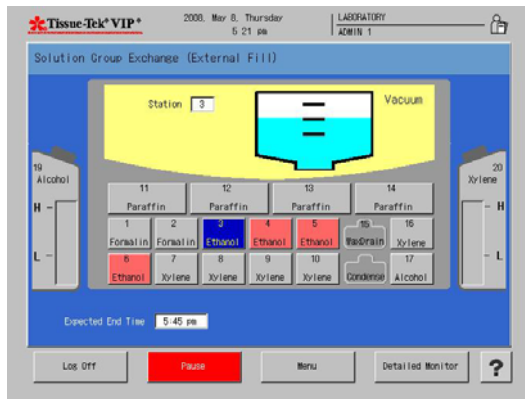 Tissue-Tek® VIP®
2008. May 8. Thursday
5 21 pm
LABORATORY
ADMIN 1
Solution Group Exchange (External Fill)
Station 3
Vacuum
19
Alcohol
H
L
20
Xylene
H
L
11
Paraffin
12
Paraffin
13
Paraffin
14
Paraffin
1
Formalin
2
Formalin
3
Ethanol
4
Ethanol
5
Ethanol
15
WaxDrain
16
Xylene
6
Ethanol
7
Xylene
8
Xylene
9
Xylene
10
Xylene
Condense
17
Alcohol
Expected End Time 5:45 pm
Log Off
Pause
Menu
Detailed Monitor
?